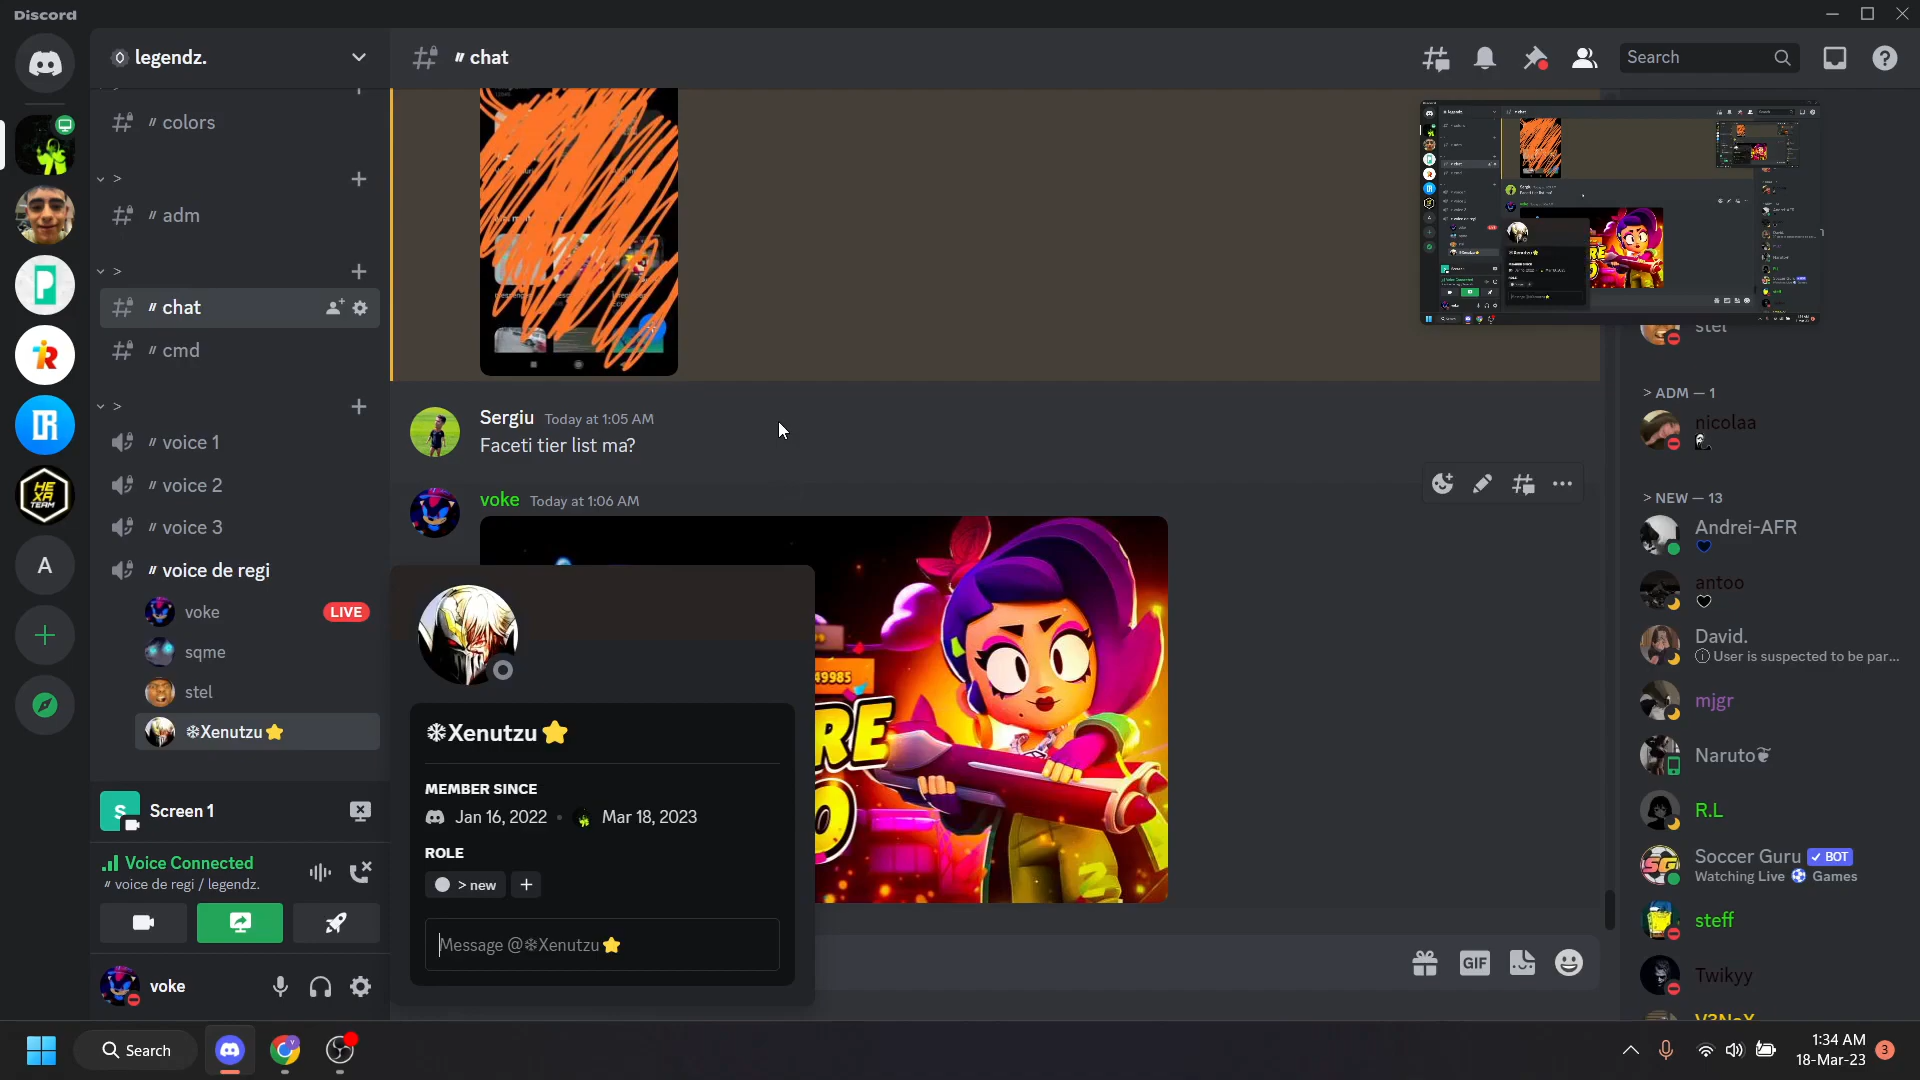 Discord
legendz.
〃chat
Search
〃colors
>
〃adm
>
〃chat
〃cmd
>
〃voice 1
〃voice 2
〃voice 3
〃voice de regi
voke
LIVE
sqme
stel
❄Xenutzu⭐
S
Screen 1
Voice Connected
〃voice de regi / legendz.
voke
A
HE
XA
TEAM
Sergiu Today at 1:05 AM
Faceti tier list ma?
voke Today at 1:06 AM
49985
❄Xenutzu⭐
MEMBER SINCE
Jan 16, 2022 • Mar 18, 2023
ROLE
> new
+
Message @❄Xenutzu⭐
GIF
stel
> ADM — 1
nicolaa
> NEW — 13
Andrei-AFR
antoo
David.
User is suspected to be par...
mjgr
Naruto
R.L
Soccer Guru ✓ BOT
Watching Live ⚽ Games
steff
Twikyy
V3NoX
Search
1:34 AM
18-Mar-23
3